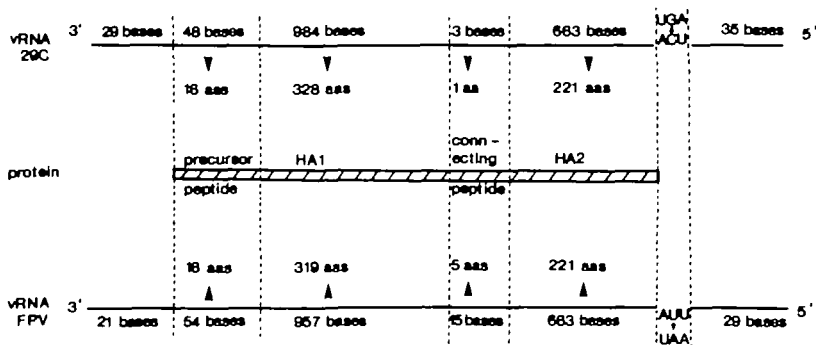 3' 29 bases 48 bases 984 bases 3 bases 663 bases UGA 35 bases 5'
vRNA
29C
ACU
16 aas 328 aas 1 aa 221 aas
conn -
precursor HA1 ecting HA2
protein
peptide peptide
18 aas 319 aas 5 aas 221 aas
vRNA 3' 5'
FPV
21 bases 54 bases 957 bases 15 bases 663 bases AUU 29 bases
UAA